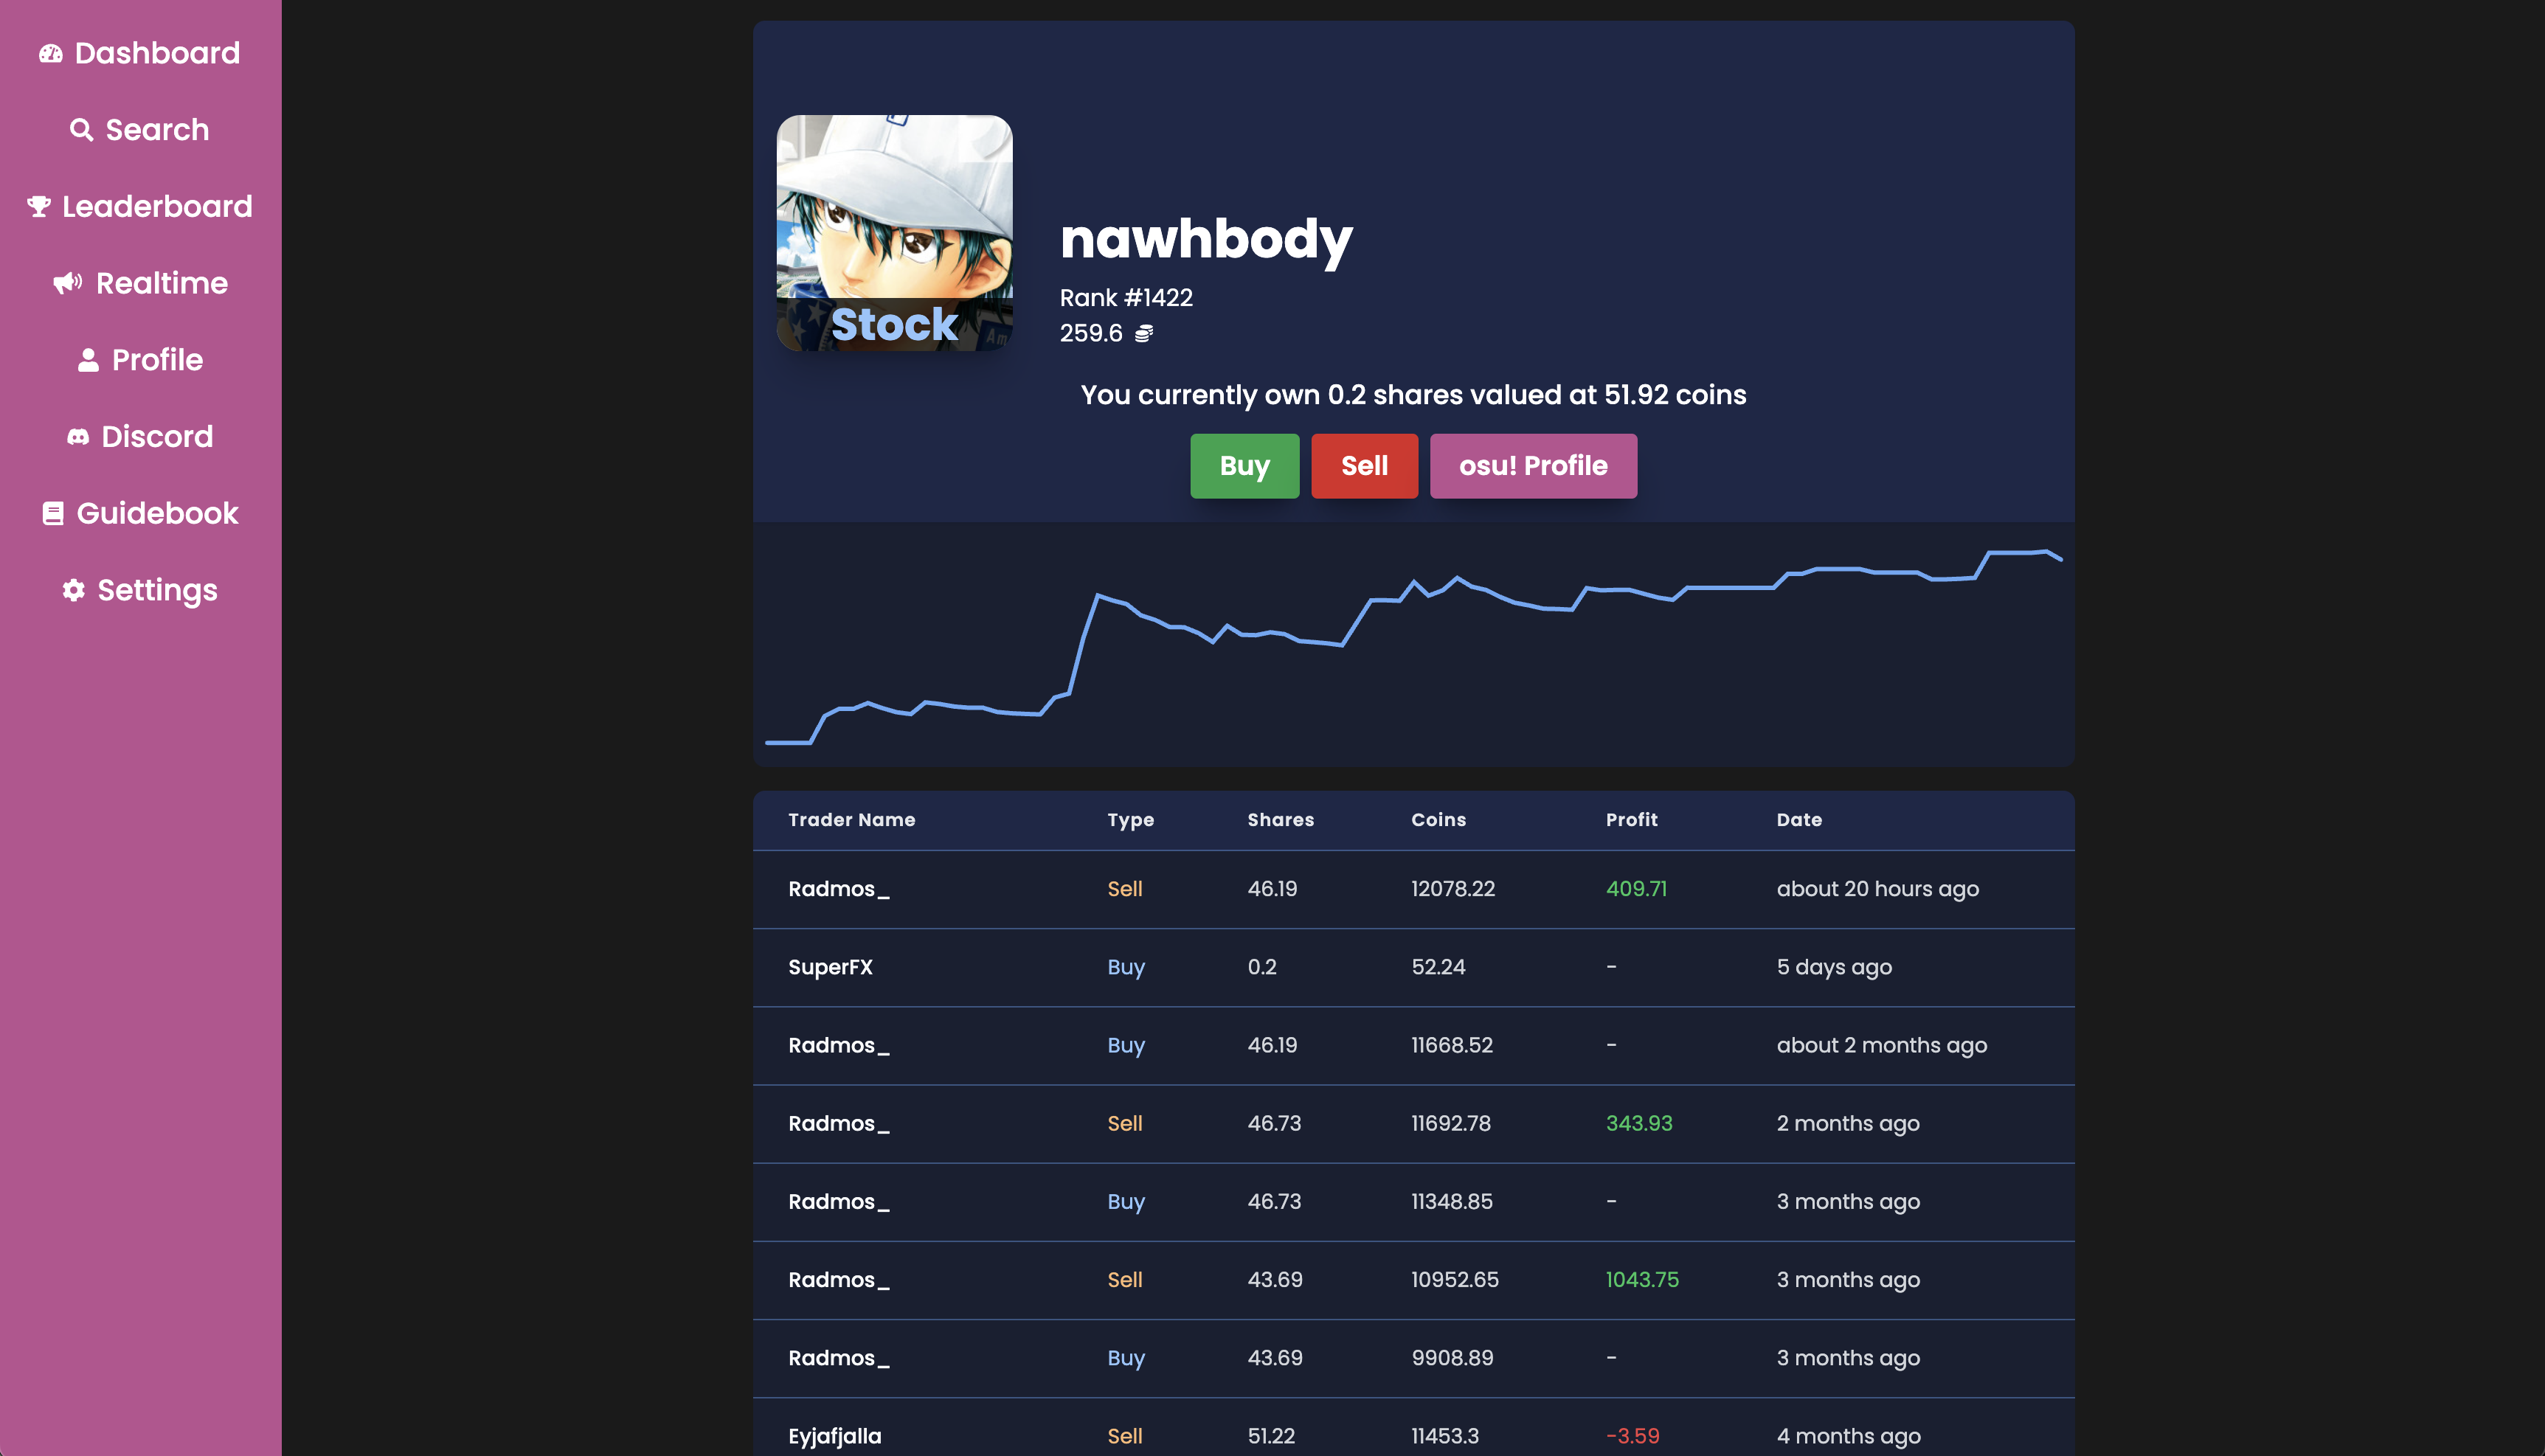 Dashboard
Search
Leaderboard
Realtime
Profile
Discord
Guidebook
Settings
Stock
nawhbody
Rank #1422
259.6
You currently own 0.2 shares valued at 51.92 coins
Buy Sell osu! Profile
Trader Name Type Shares Coins Profit Date
Radmos_ Sell 46.19 12078.22 409.71 about 20 hours ago
SuperFX Buy 0.2 52.24 - 5 days ago
Radmos_ Buy 46.19 11668.52 - about 2 months ago
Radmos_ Sell 46.73 11692.78 343.93 2 months ago
Radmos_ Buy 46.73 11348.85 - 3 months ago
Radmos_ Sell 43.69 10952.65 1043.75 3 months ago
Radmos_ Buy 43.69 9908.89 - 3 months ago
Eyjafjalla Sell 51.22 11453.3 -3.59 4 months ago